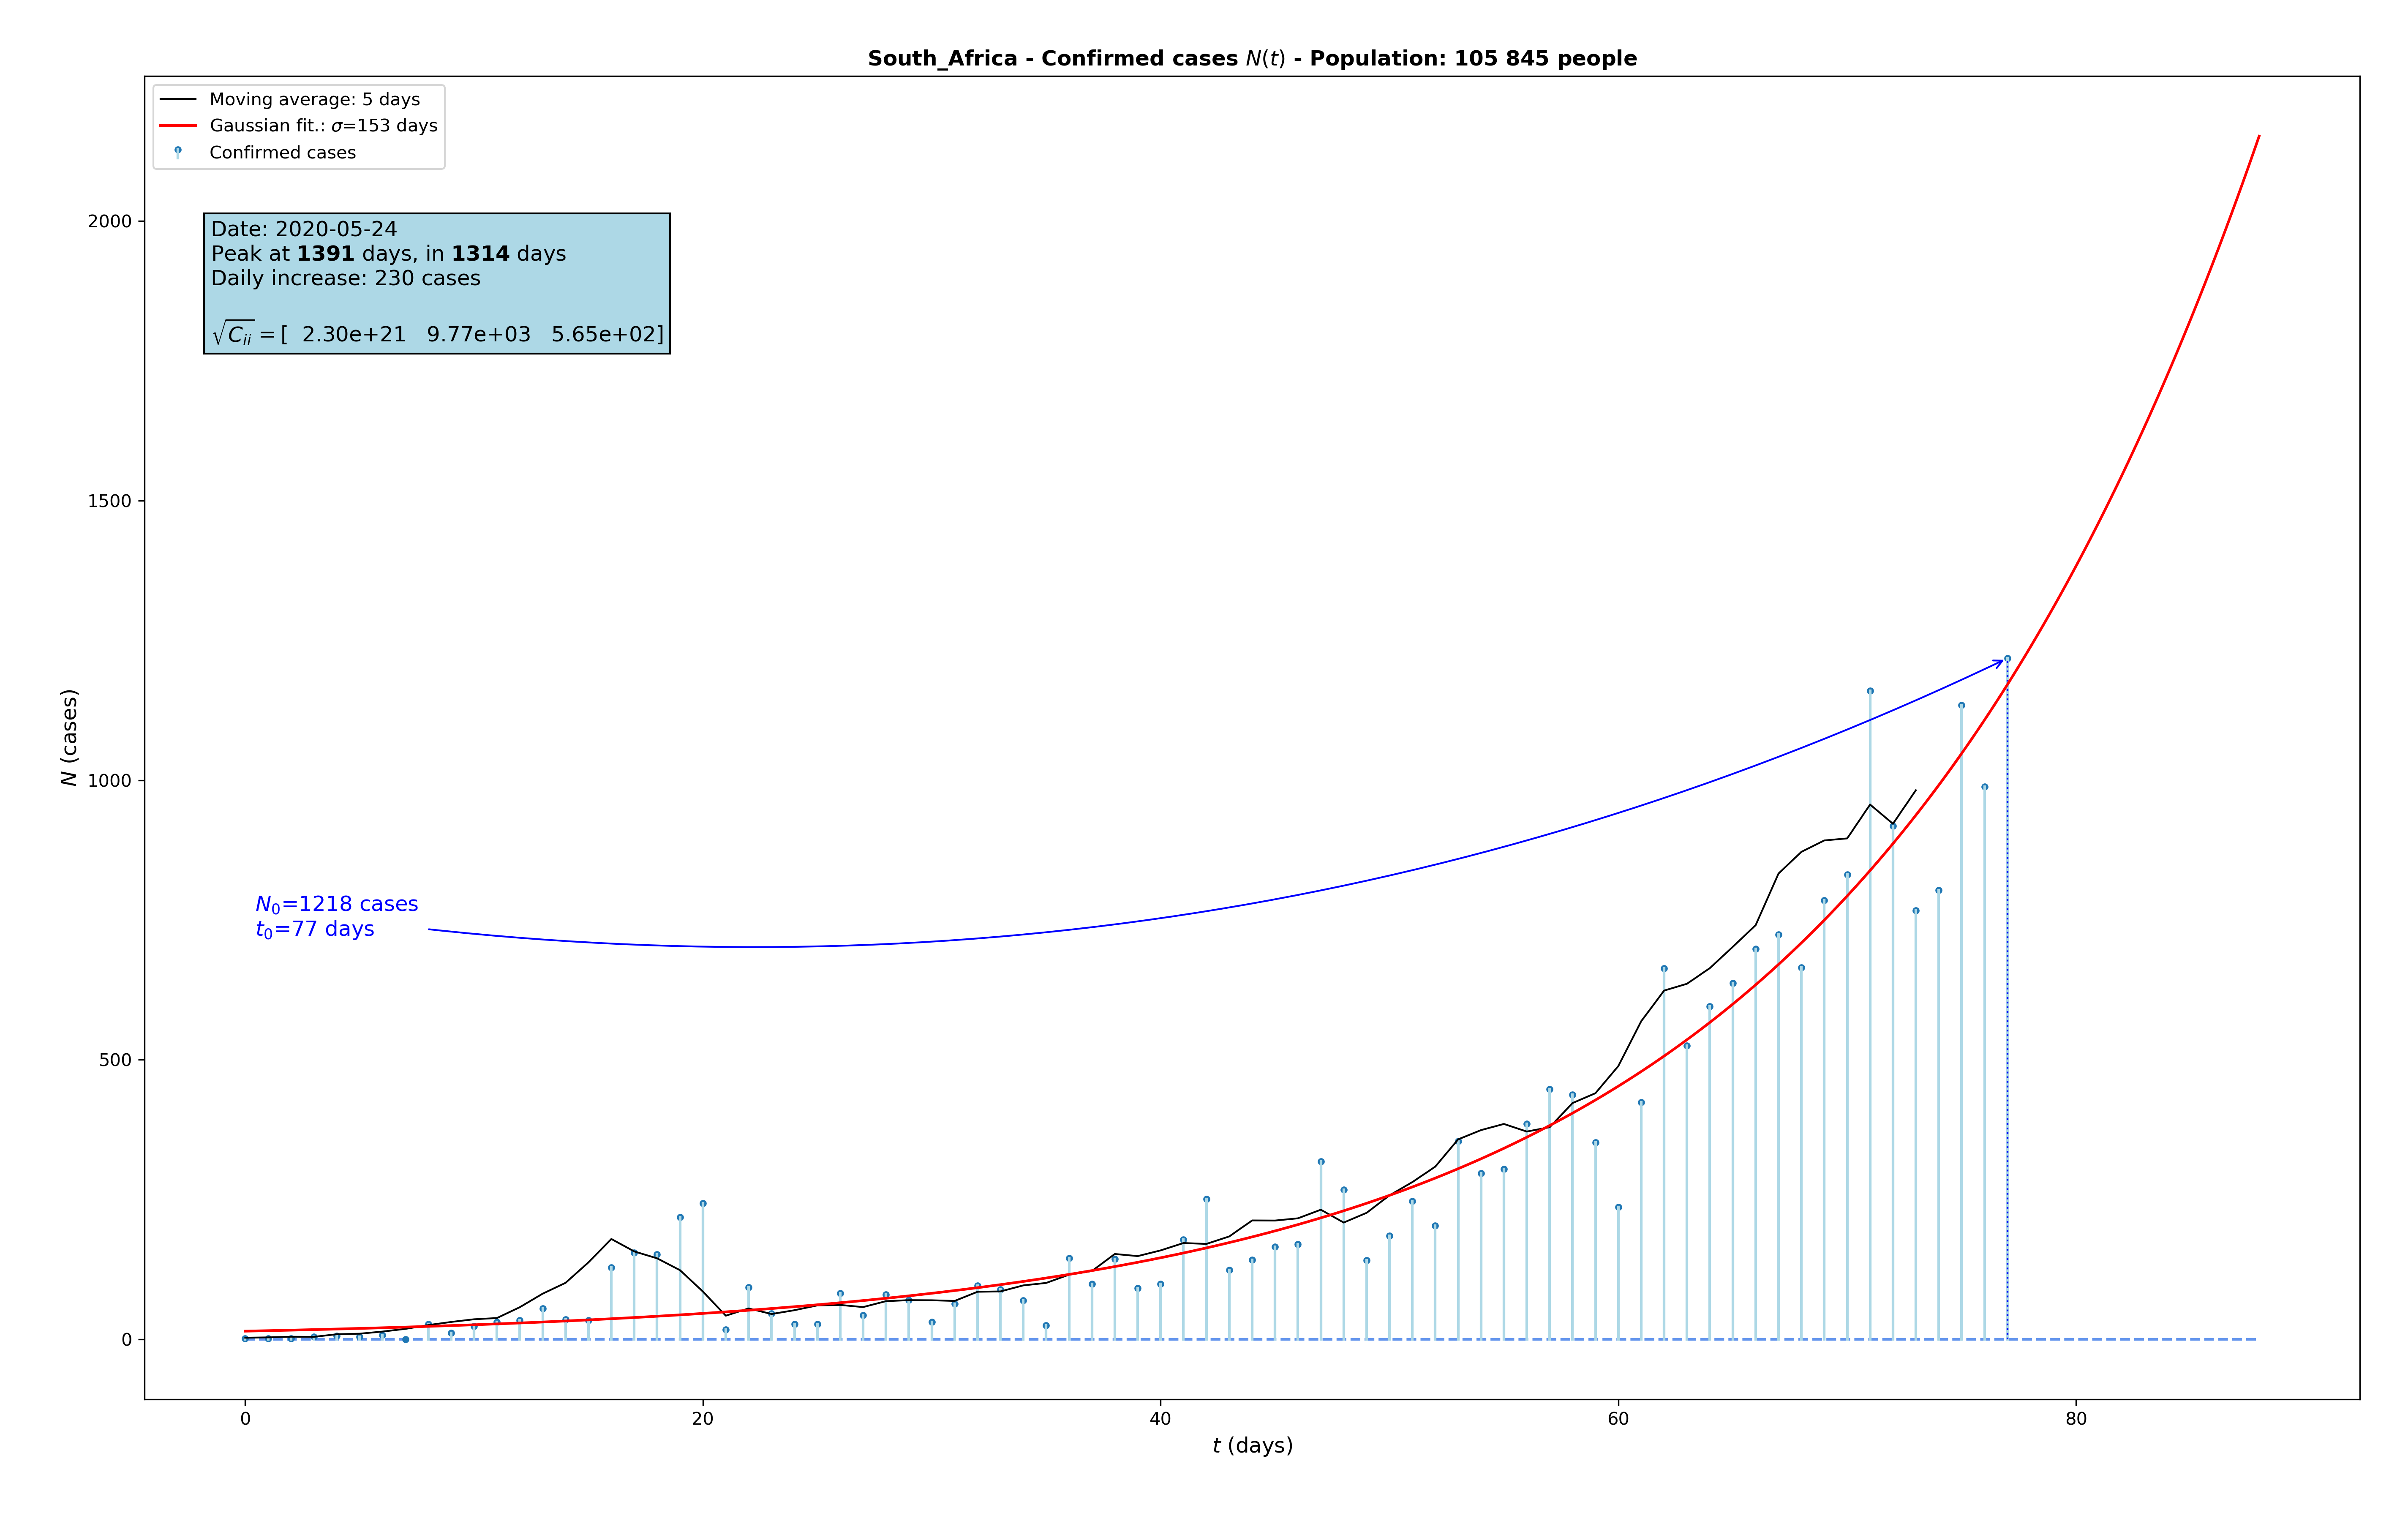 South_Africa - Confirmed cases N(t) - Population: 105 845 people
Moving average: 5 days
Gaussian fit.: σ=153 days
Confirmed cases
Date: 2020-05-24
Peak at 1391 days, in 1314 days
Daily increase: 230 cases
√C_ii = [ 2.30e+21 9.77e+03 5.65e+02]
N_0=1218 cases
t_0=77 days
N (cases)
2000
1500
1000
500
0
0 20 40 60 80
t (days)